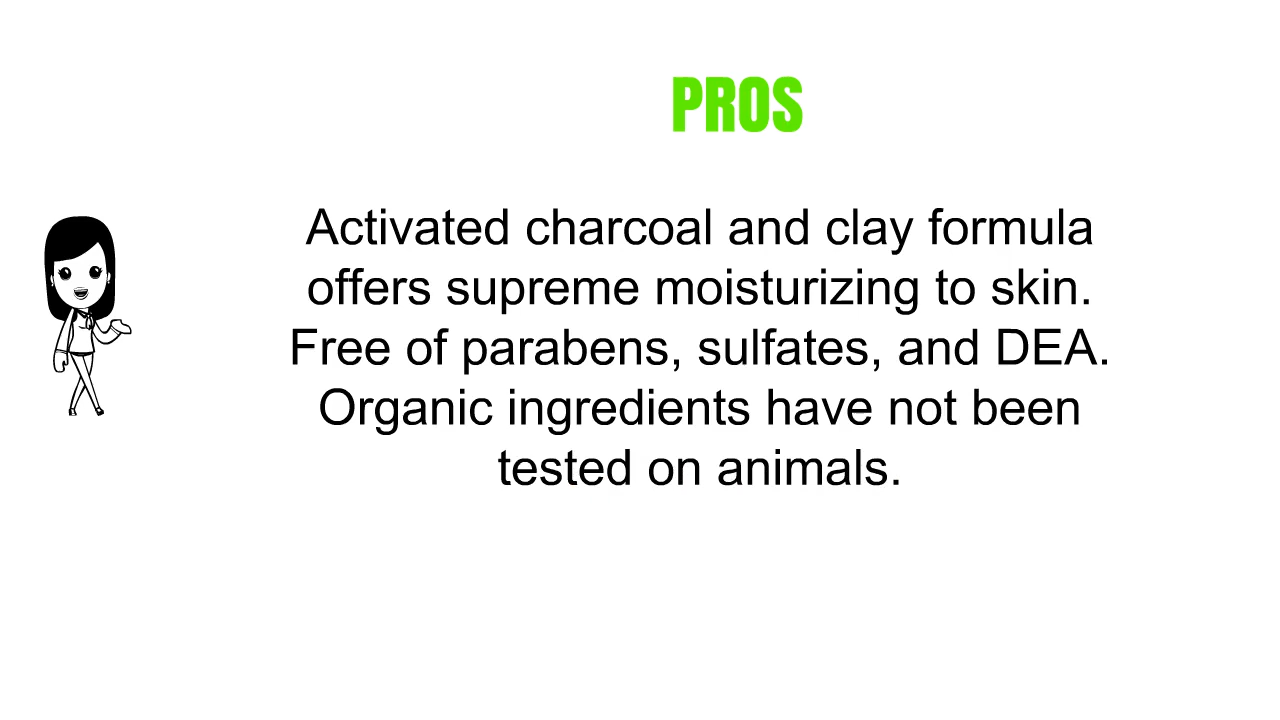 PROS
Activated charcoal and clay formula
offers supreme moisturizing to skin.
Free of parabens, sulfates, and DEA.
Organic ingredients have not been
tested on animals.